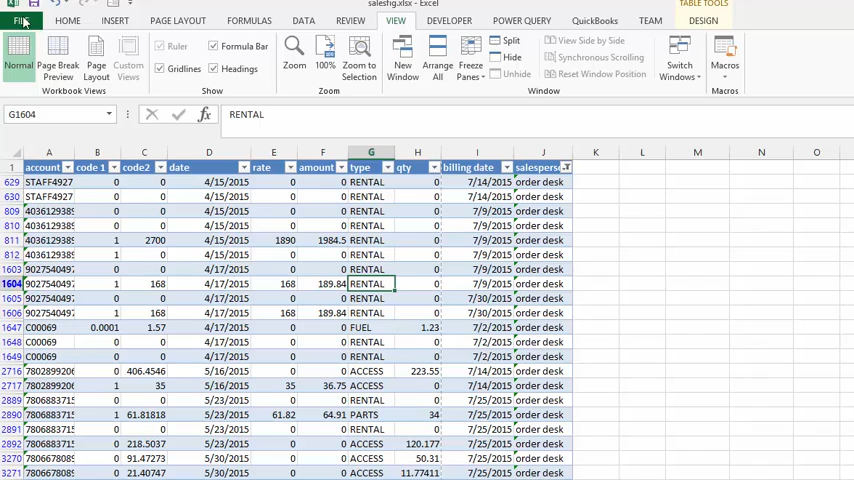 salesfg.xlsx - Excel
TABLE TOOLS
FILE HOME INSERT PAGE LAYOUT FORMULAS DATA REVIEW VIEW DEVELOPER POWER QUERY QuickBooks TEAM DESIGN
Normal Page Break Preview Page Layout Custom Views
Ruler Formula Bar
Gridlines Headings
Zoom 100% Zoom to Selection
New Window Arrange All Freeze Panes
Split Hide Unhide
View Side by Side
Synchronous Scrolling
Reset Window Position
Switch Windows Macros
Workbook Views Show Zoom Window Macros
G1604 fx RENTAL
A B C D E F G H I J K L M N O
1 account code 1 code2 date rate amount type qty billing date
629 STAFF4927 0 0 4/15/2015 0 0 RENTAL 0 7/14/2015 order desk
630 STAFF4927 0 0 4/15/2015 0 0 RENTAL 0 7/14/2015 order desk
809 4036129389 0 0 4/15/2015 0 0 RENTAL 0 7/9/2015 order desk
810 4036129389 0 0 4/15/2015 0 0 RENTAL 0 7/9/2015 order desk
811 4036129389 1 2700 4/15/2015 1890 1984.5 RENTAL 0 7/9/2015 order desk
812 4036129389 1 0 4/15/2015 0 0 RENTAL 0 7/9/2015 order desk
1603 9027540497 0 0 4/17/2015 0 0 RENTAL 0 7/9/2015 order desk
1604 9027540497 1 168 4/17/2015 168 189.84 RENTAL 0 7/9/2015 order desk
1605 9027540497 0 0 4/17/2015 0 0 RENTAL 0 7/30/2015 order desk
1606 9027540497 1 168 4/17/2015 168 189.84 RENTAL 0 7/30/2015 order desk
1647 C00069 0.0001 1.57 4/17/2015 0 0 FUEL 1.23 7/2/2015 order desk
1648 C00069 0 0 4/17/2015 0 0 RENTAL 0 7/2/2015 order desk
1649 C00069 0 0 4/17/2015 0 0 RENTAL 0 7/2/2015 order desk
2716 7802899206 0 406.4546 5/16/2015 0 0 ACCESS 223.55 7/14/2015 order desk
2717 7802899206 1 35 5/16/2015 35 36.75 ACCESS 0 7/14/2015 order desk
2889 7806883715 0 0 5/23/2015 0 0 RENTAL 0 7/25/2015 order desk
2890 7806883715 1 61.81818 5/23/2015 61.82 64.91 PARTS 34 7/25/2015 order desk
2891 7806883715 0 0 5/23/2015 0 0 RENTAL 0 7/25/2015 order desk
2892 7806883715 0 218.5037 5/23/2015 0 0 ACCESS 120.177 7/25/2015 order desk
3270 7806678089 0 91.47273 5/30/2015 0 0 ACCESS 50.31 7/25/2015 order desk
3271 7806678089 0 21.40747 5/30/2015 0 0 ACCESS 11.77411 7/25/2015 order desk